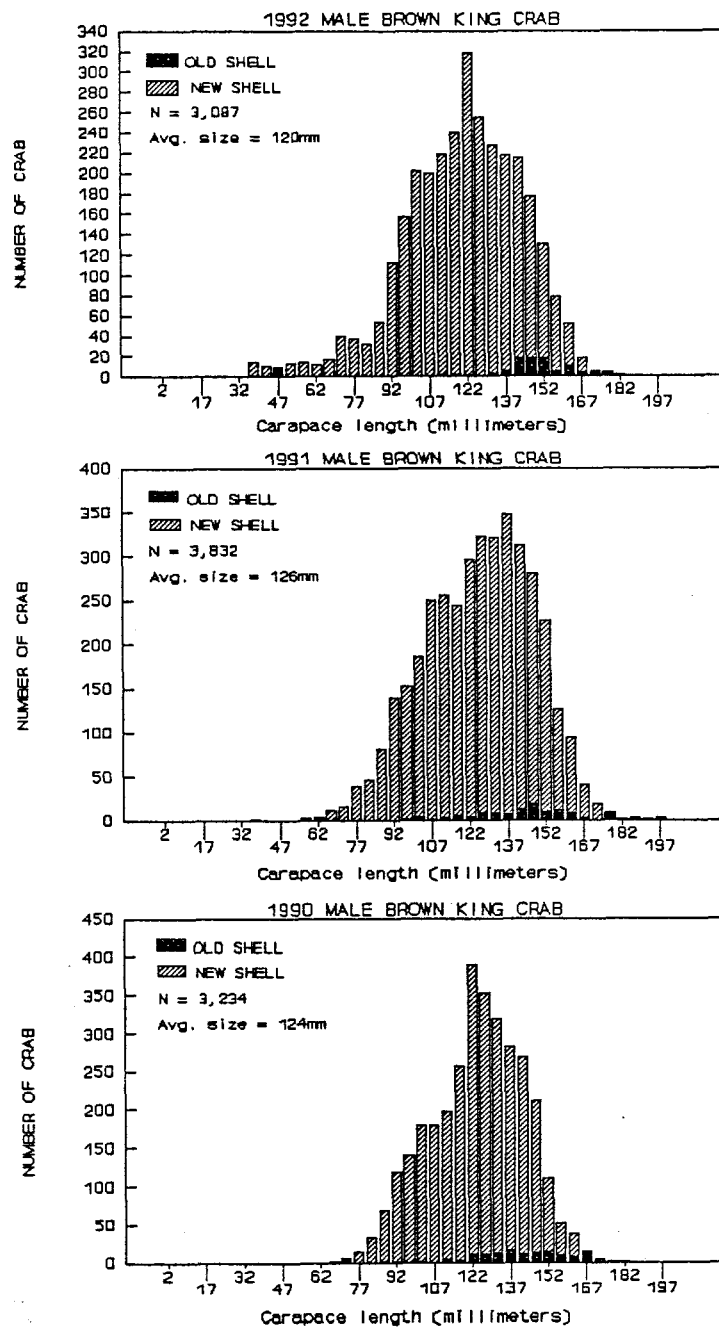 1992 MALE BROWN KING CRAB
340
320
300
280
260
240
220
200
180
160
140
120
100
80
60
40
20
0
NUMBER OF CRAB
OLD SHELL
NEW SHELL
N = 3,087
Avg. size = 120mm
2 32 62 92 122 152 182
17 47 77 107 137 167 197
Carapace length (millimeters)
1991 MALE BROWN KING CRAB
400
350
300
250
200
150
100
50
0
NUMBER OF CRAB
OLD SHELL
NEW SHELL
N = 3,832
Avg. size = 126mm
2 32 62 92 122 152 182
17 47 77 107 137 167 197
Carapace length (millimeters)
1990 MALE BROWN KING CRAB
450
400
350
300
250
200
150
100
50
0
NUMBER OF CRAB
OLD SHELL
NEW SHELL
N = 3,234
Avg. size = 124mm
2 32 62 92 122 152 182
17 47 77 107 137 167 197
Carapace length (millimeters)